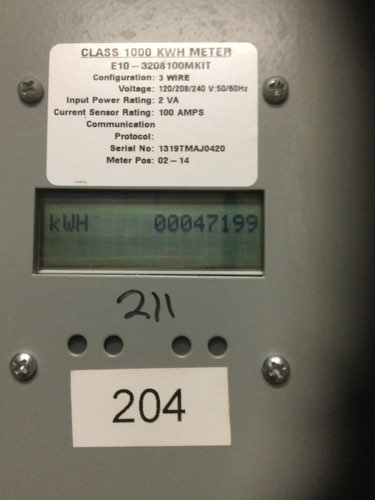 CLASS 1000 KWH METER
E10-3208100MKIT
Configuration: 3 WIRE
Voltage: 120/208/240 V:50/60Hz
Input Power Rating: 2 VA
Current Sensor Rating: 100 AMPS
Communication
Protocol:
Serial No: 1319TMAJ0420
Meter Pos: 02-14
kWH 00047199
211
204